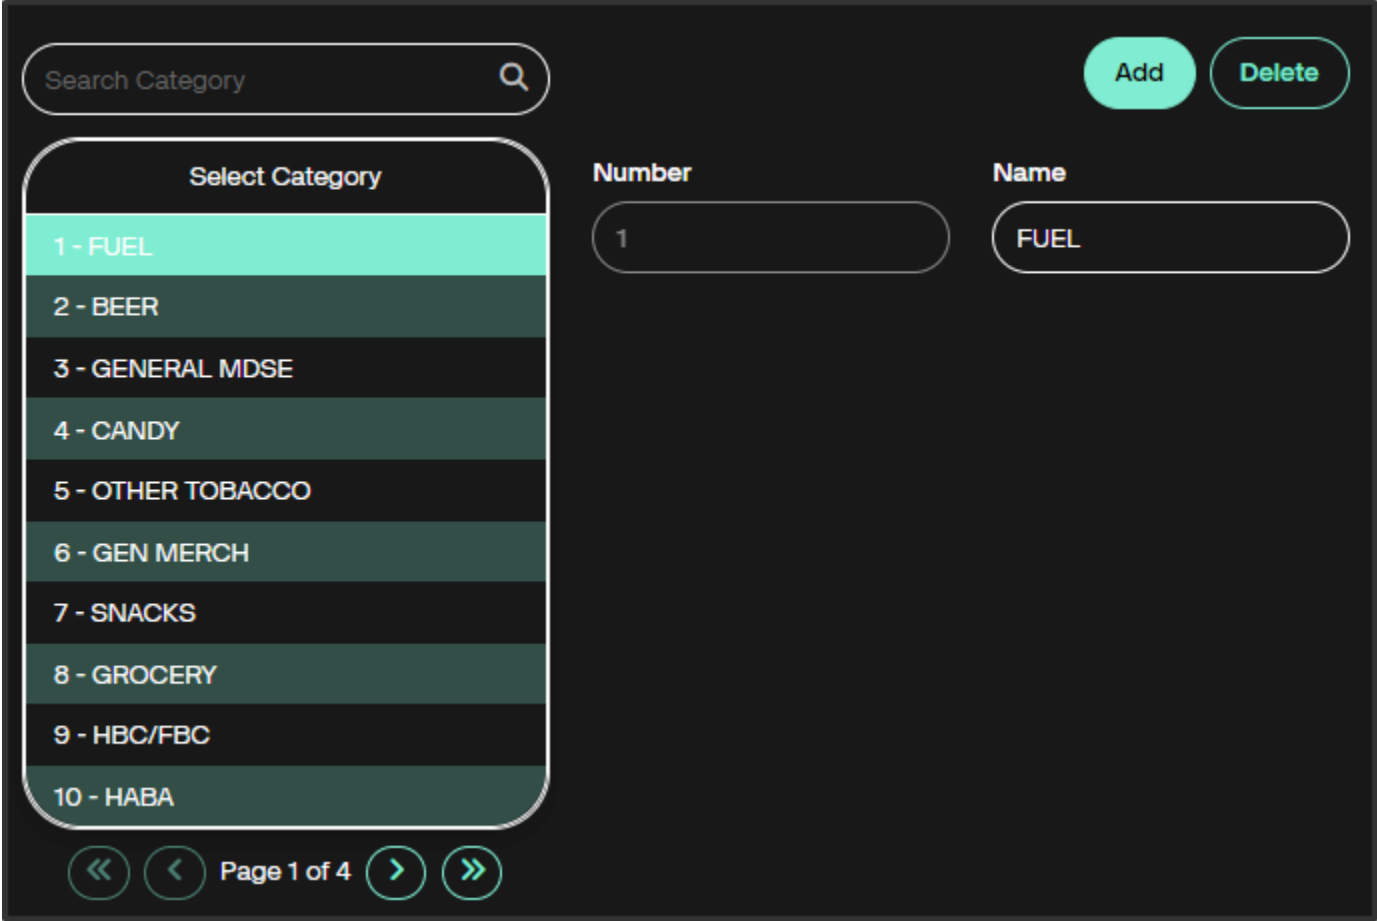 Search Category
Add
Delete
Select Category
1 - FUEL
2 - BEER
3 - GENERAL MDSE
4 - CANDY
5 - OTHER TOBACCO
6 - GEN MERCH
7 - SNACKS
8 - GROCERY
9 - HBC/FBC
10 - HABA
Page 1 of 4
Number
1
Name
FUEL